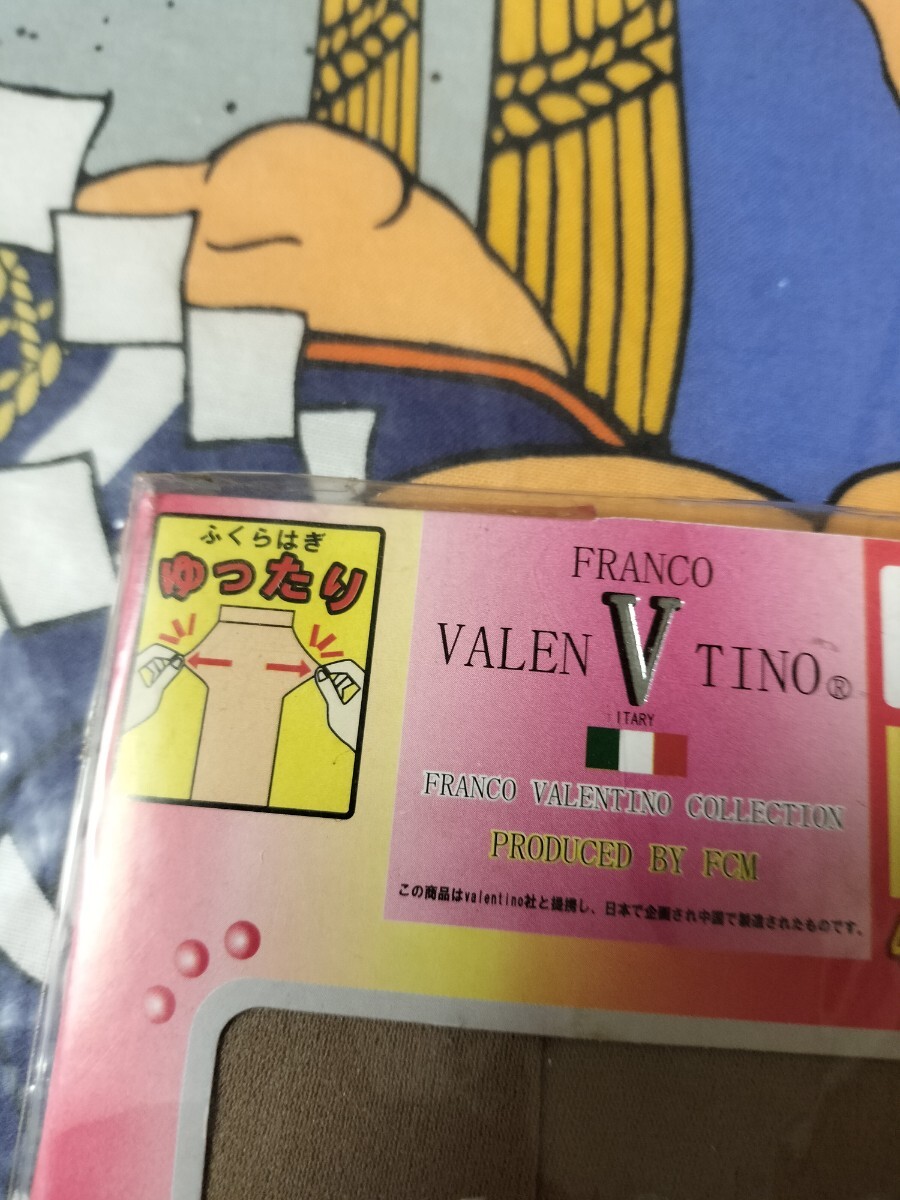 ふくらはぎ
ゆったり
FRANCO
VALEN V TINO®
ITARY
FRANCO VALENTINO COLLECTION
PRODUCED BY FCM
この商品はvalentino社と提携し、日本で企画され中国で製造されたものです。